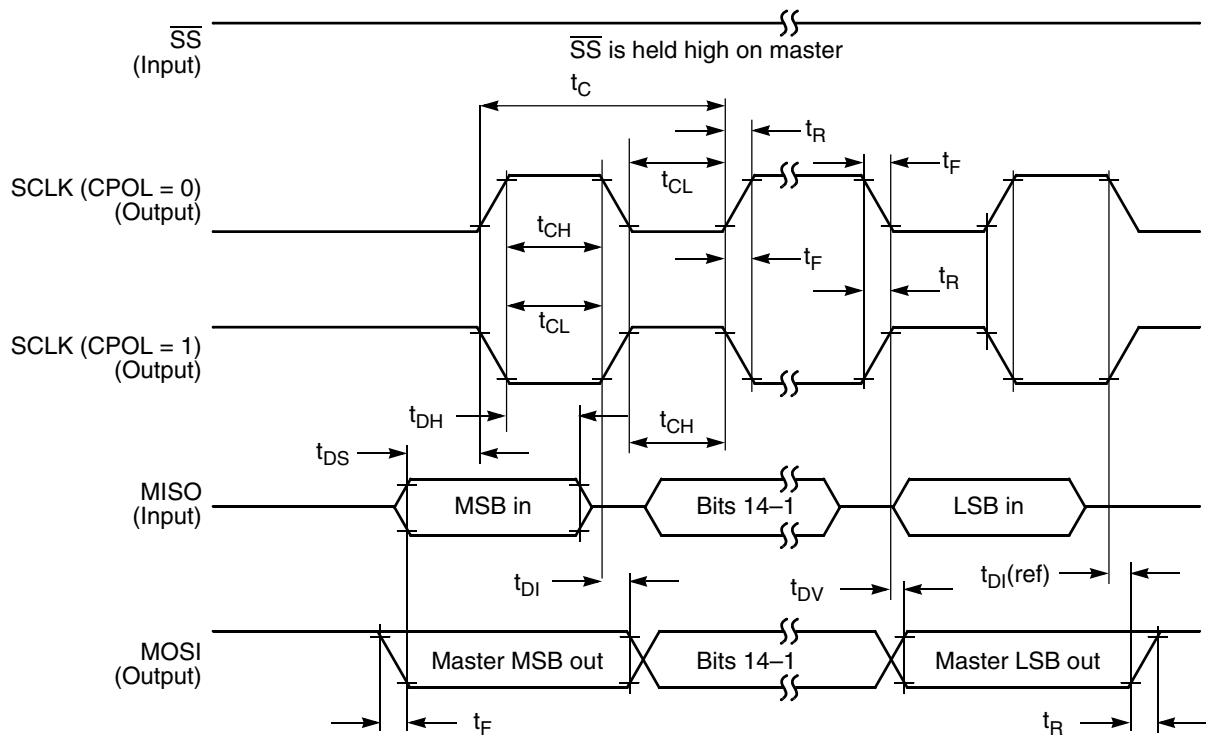 SS
(Input)
SS is held high on master
tC
tR
tF
SCLK (CPOL = 0)
(Output)
tCL
tCH
tF
tR
tCL
SCLK (CPOL = 1)
(Output)
tDH
tCH
tDS
MISO
(Input)
MSB in
Bits 14–1
LSB in
tDI
tDV
tDI(ref)
MOSI
(Output)
Master MSB out
Bits 14–1
Master LSB out
tF
tR